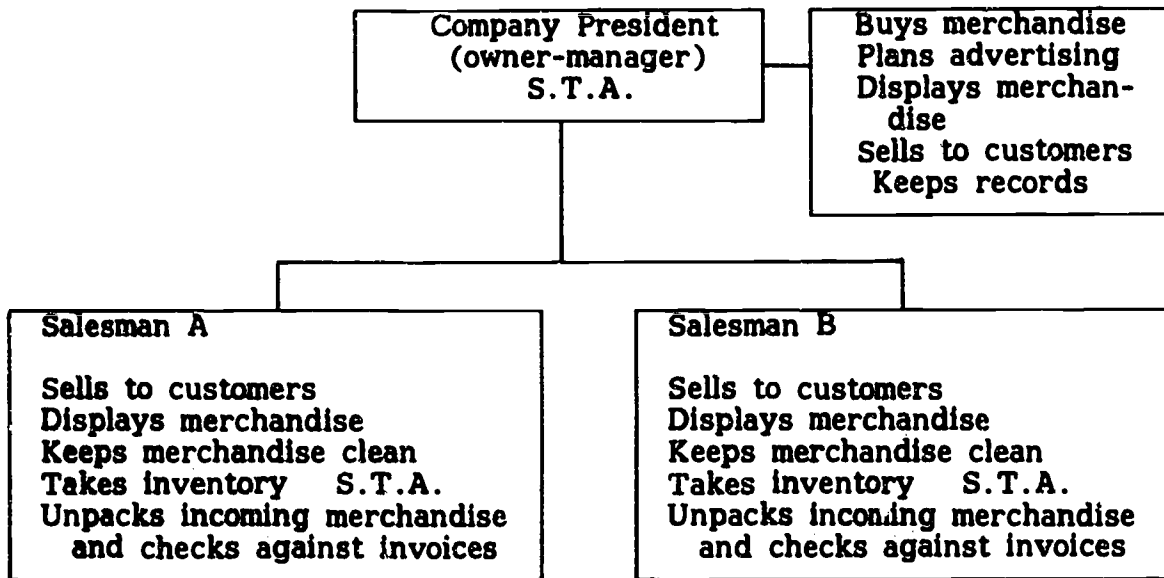 Company President
(owner-manager)
S.T.A.
Buys merchandise
Plans advertising
Displays merchan-
dise
Sells to customers
Keeps records
Salesman A
Sells to customers
Displays merchandise
Keeps merchandise clean
Takes inventory S.T.A.
Unpacks incoming merchandise
and checks against invoices
Salesman B
Sells to customers
Displays merchandise
Keeps merchandise clean
Takes inventory S.T.A.
Unpacks incoming merchandise
and checks against invoices